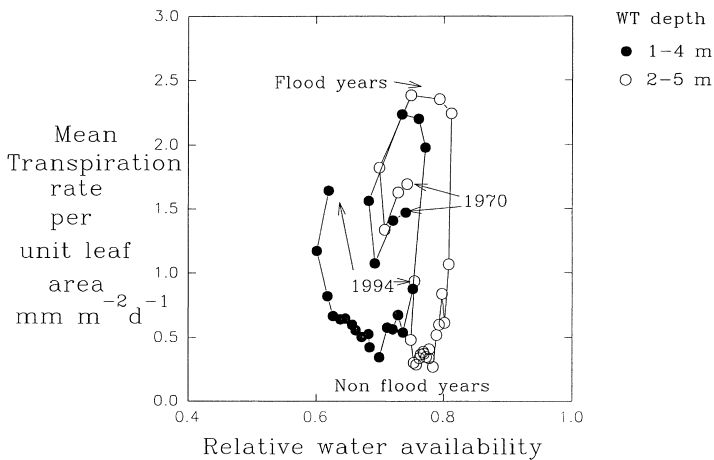 3.0
WT depth
1-4 m
2-5 m
2.5
Flood years
Mean
2.0
Transpiration
rate
1.5
1970
per
unit leaf
1.0
area
1994
mm m-2d-1
0.5
Non flood years
0.0
0.4 0.6 0.8 1.0
Relative water availability